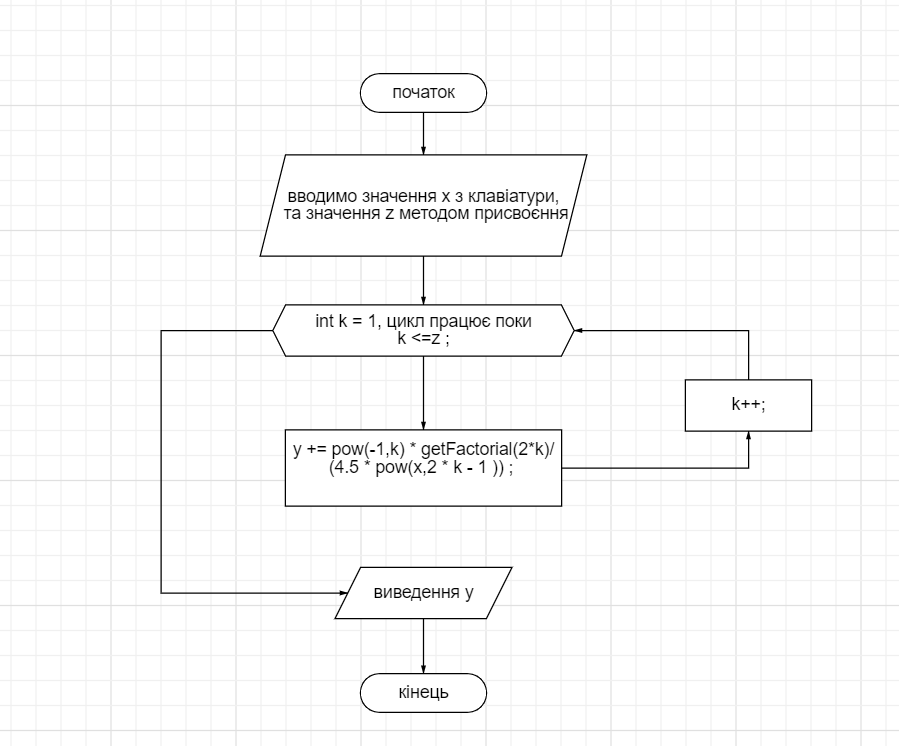 початок
вводимо значення x з клавіатури,
та значення z методом присвоєння
int k = 1, цикл працює поки
k <=z ;
k++;
y += pow(-1,k) * getFactorial(2*k)/
(4.5 * pow(x,2 * k - 1 )) ;
виведення y
кінець